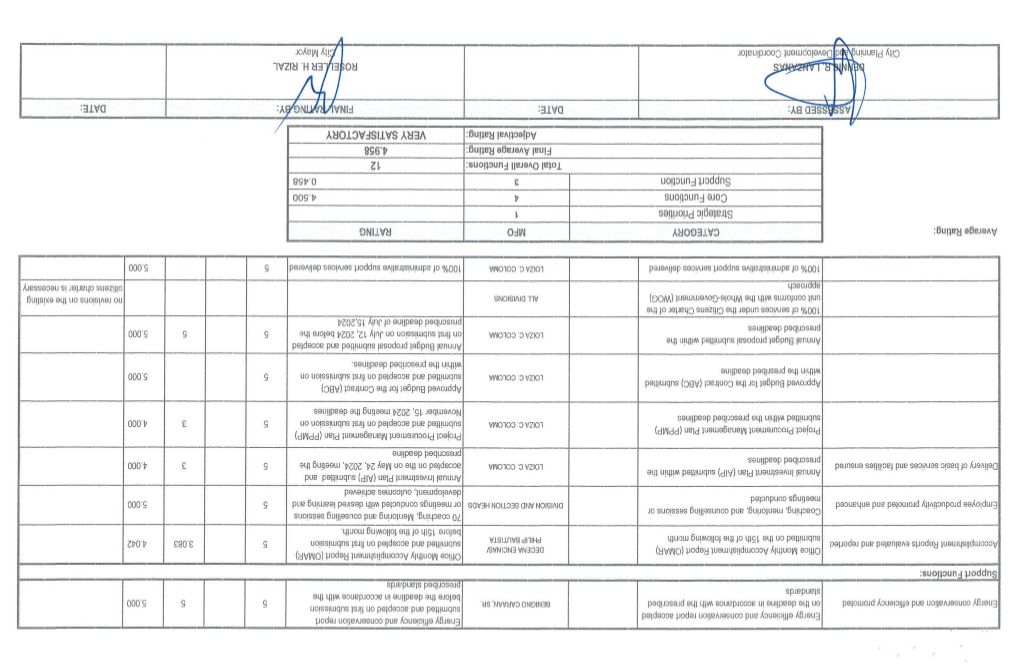 Energy conservation and efficiency promoted
Energy efficiency and conservation report accepted
on the deadline in accordance with the prescribed
standards
BENIGNO CAPAAN, SR.
Energy efficiency and conservation report
submitted and accepted on first submission
before the deadline in accordance with the
prescribed standards
5
5
5.000
Support Functions:
Accomplishment Reports evaluated and reported
Office Monthly Accomplishment Report (OMAR)
submitted on the 15th of the following month
DECENA ENCINAS/
PHILIP BAUTISTA
Office Monthly Accomplishment Report (OMAR)
submitted and accepted on first submission
before 15th of the following month.
5
3.083
4.042
Employee productivity promoted and enhanced
Coaching, mentoring, and counselling sessions or
meetings conducted
DIVISION AND SECTION HEADS
70 coaching, Mentoring and couselling sessions
or meetings conducted with desired learning and
development, outcomes achieved
5
5.000
Delivery of basic services and facilities ensured
Annual Investment Plan (AIP) submitted within the
prescribed deadlines
LOIZA C. COLOMA
Annual Investment Plan (AIP) submitted and
accepted on the on May 24, 2024, meeting the
prescribed deadline
5
3
4.000
Project Procurement Management Plan (PPMP)
submitted within the prescribed deadlines
LOIZA C. COLOMA
Project Procurement Management Plan (PPMP)
submitted and accepted on first submission on
November 15, 2024 meeting the deadlines
5
3
4.000
Approved Budget for the Contract (ABC) submitted
within the presribed deadline
LOIZA C. COLOMA
Approved Budget for the Contract (ABC)
submitted and accepted on first submission on
within the prescribed deadlines.
5
5.000
Annual Budget proposal submitted within the
prescribed deadlines
LOIZA C. COLOMA
Annual Budget proposal submitted and accepted
on first submission on July 12, 2024 before the
prescribed deadline of July 15,2024
5
5
5.000
100% of services under the Citizens Charter of the
unit conforms with the Whole-Government (WOG)
approach
ALL DIVISIONS
no revisions on the existing
citizens charter is necessary
100% of administrative support services delivered
LOIZA C. COLOMA
100% of administrative support services delivered
5
5.000
Average Rating:
CATEGORY
MFO
RATING
Strategic Priorities
1
Core Functions
4
4.500
Support Function
3
0.458
Total Overall Functions:
12
Final Average Rating:
4.958
Adjectival Rating:
VERY SATISFACTORY
ASSESSED BY:
DATE:
FINAL RATING BY:
DATE:
DENNIS R. LANZANAS
City Planning and Development Coordinator
ROSELLER H. RIZAL
City Mayor